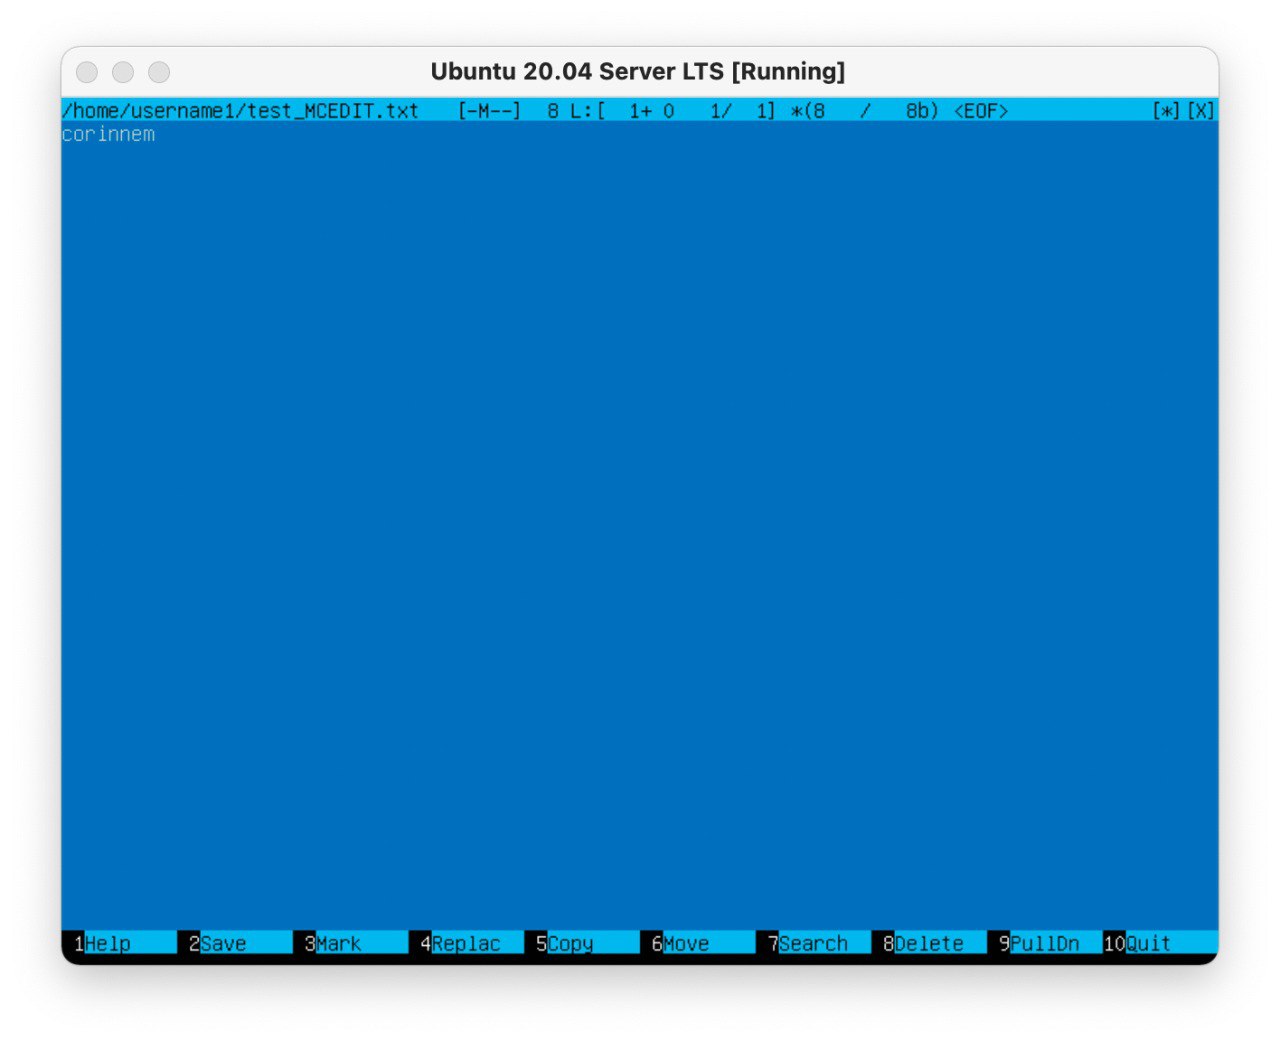 Ubuntu 20.04 Server LTS [Running]
/home/username1/test_MCEDIT.txt [-M--] 8 L:[ 1+ 0 1/ 1] *(8 / 8b) <EOF> [*][X]
corinnem
1Help 2Save 3Mark 4Replac 5Copy 6Move 7Search 8Delete 9PullDn 10Quit